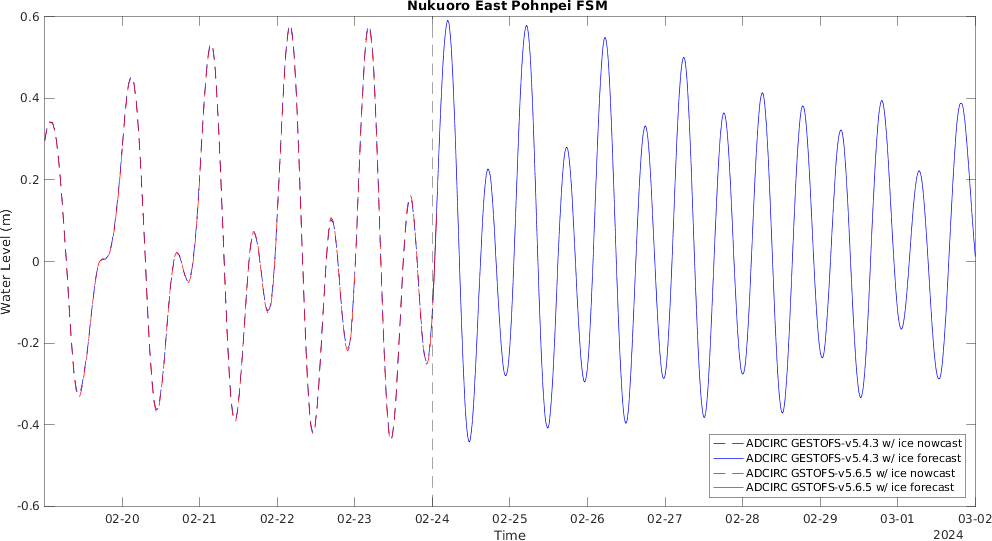 Nukuoro East Pohnpei FSM
0.6
0.4
0.2
0
-0.2
-0.4
-0.6
Water Level (m)
02-20 02-21 02-22 02-23 02-24 02-25 02-26 02-27 02-28 02-29 03-01 03-02
Time
2024
ADCIRC GESTOFS-v5.4.3 w/ ice nowcast
ADCIRC GESTOFS-v5.4.3 w/ ice forecast
ADCIRC GSTOFS-v5.6.5 w/ ice nowcast
ADCIRC GSTOFS-v5.6.5 w/ ice forecast